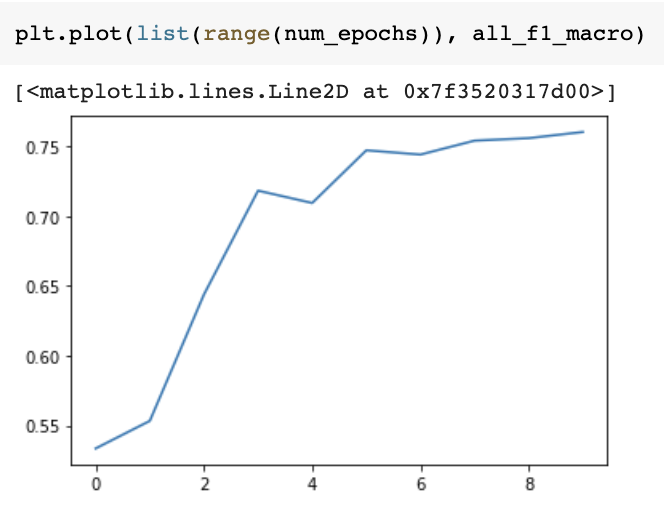 plt.plot(list(range(num_epochs)), all_f1_macro)
[<matplotlib.lines.Line2D at 0x7f3520317d00>]
0.75
0.70
0.65
0.60
0.55
0 2 4 6 8